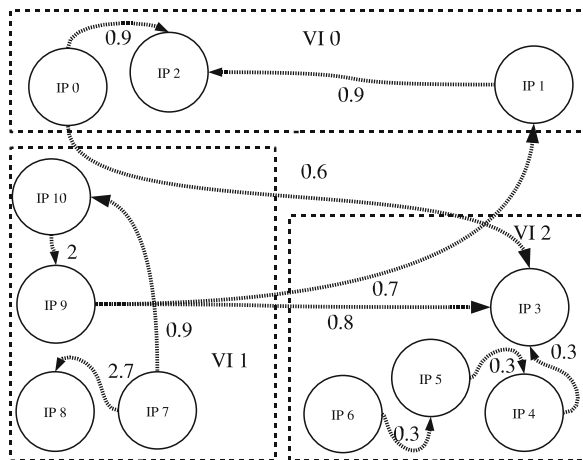 0.9
VI 0
IP 0
IP 2
IP 1
0.9
IP 10
0.6
2
VI 2
IP 9
0.7
IP 3
0.8
0.9
VI 1
0.3
2.7
IP 5
0.3
IP 8
IP 7
IP 6
IP 4
0.3